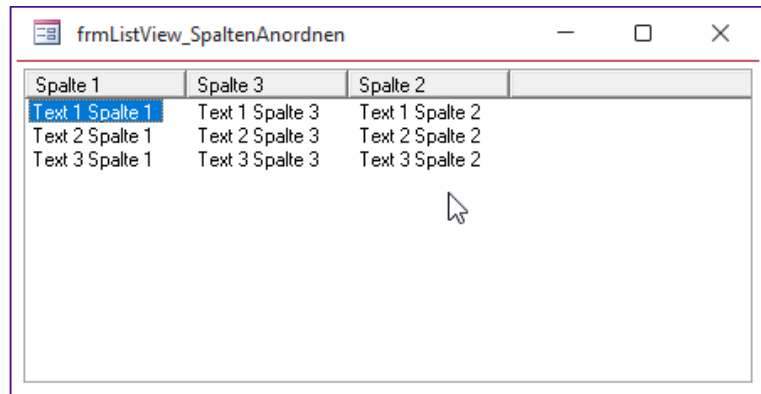 frmListView_SpaltenAnordnen
Spalte 1 Spalte 3 Spalte 2
Text 1 Spalte 1 Text 1 Spalte 3 Text 1 Spalte 2
Text 2 Spalte 1 Text 2 Spalte 3 Text 2 Spalte 2
Text 3 Spalte 1 Text 3 Spalte 3 Text 3 Spalte 2